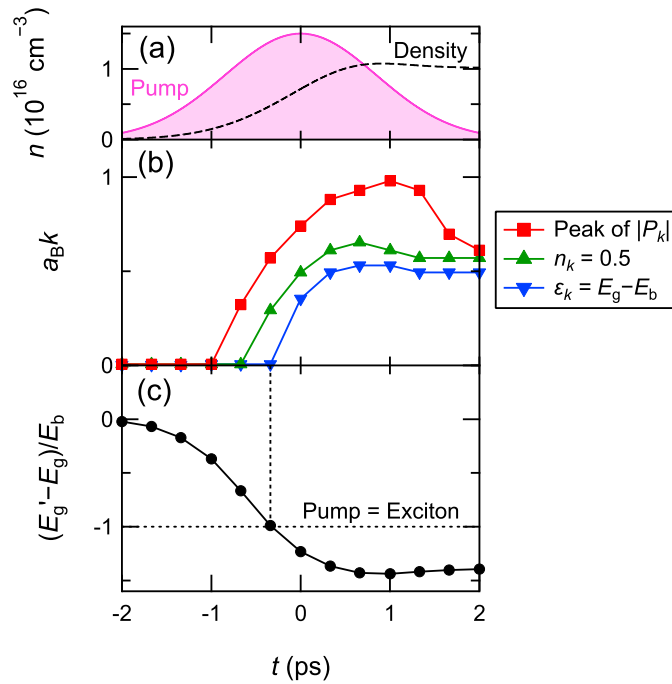 (a)
Density
Pump
n (10¹⁶ cm⁻³)
1
0
(b)
1
0
a_B k
Peak of |P_k|
n_k = 0.5
ε_k = E_g−E_b
(c)
0
-1
(E_g'−E_g)/E_b
Pump = Exciton
-2 -1 0 1 2
t (ps)